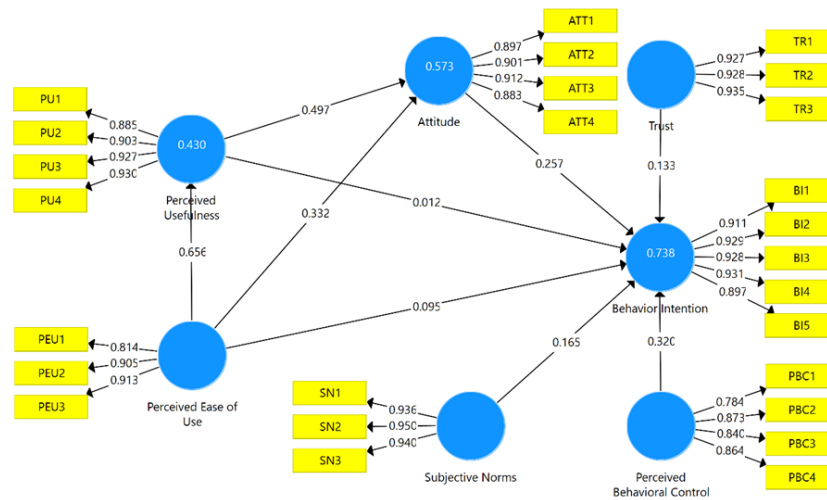 ATT1
0.897
ATT2
0.901
0.573
0.912
ATT3
0.883
ATT4
Attitude
TR1
0.927
0.928
TR2
0.935
TR3
Trust
PU1
0.885
PU2
0.903
0.927
PU3
0.930
PU4
0.430
Perceived
Usefulness
0.497
0.257
0.133
0.332
0.012
0.656
0.095
0.738
Behavior Intention
BI1
0.911
BI2
0.929
0.928
BI3
0.931
BI4
0.897
BI5
PEU1
0.814
PEU2
0.905
0.913
PEU3
Perceived Ease of
Use
0.165
0.320
SN1
0.936
SN2
0.950
0.940
SN3
Subjective Norms
PBC1
0.784
PBC2
0.873
0.840
PBC3
0.864
PBC4
Perceived
Behavioral Control